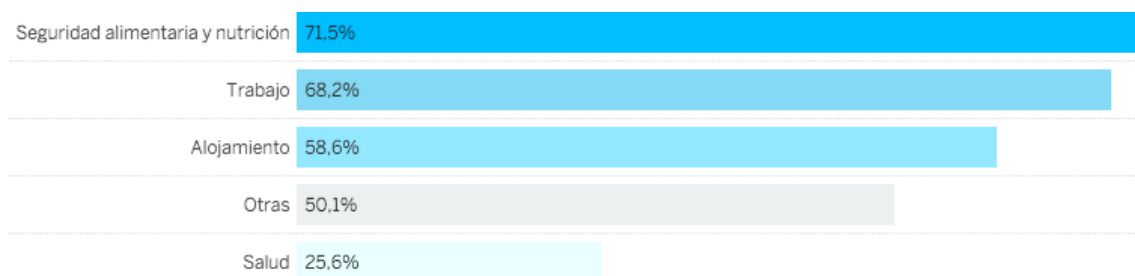 Seguridad alimentaria y nutrición 71,5%
Trabajo 68,2%
Alojamiento 58,6%
Otras 50,1%
Salud 25,6%